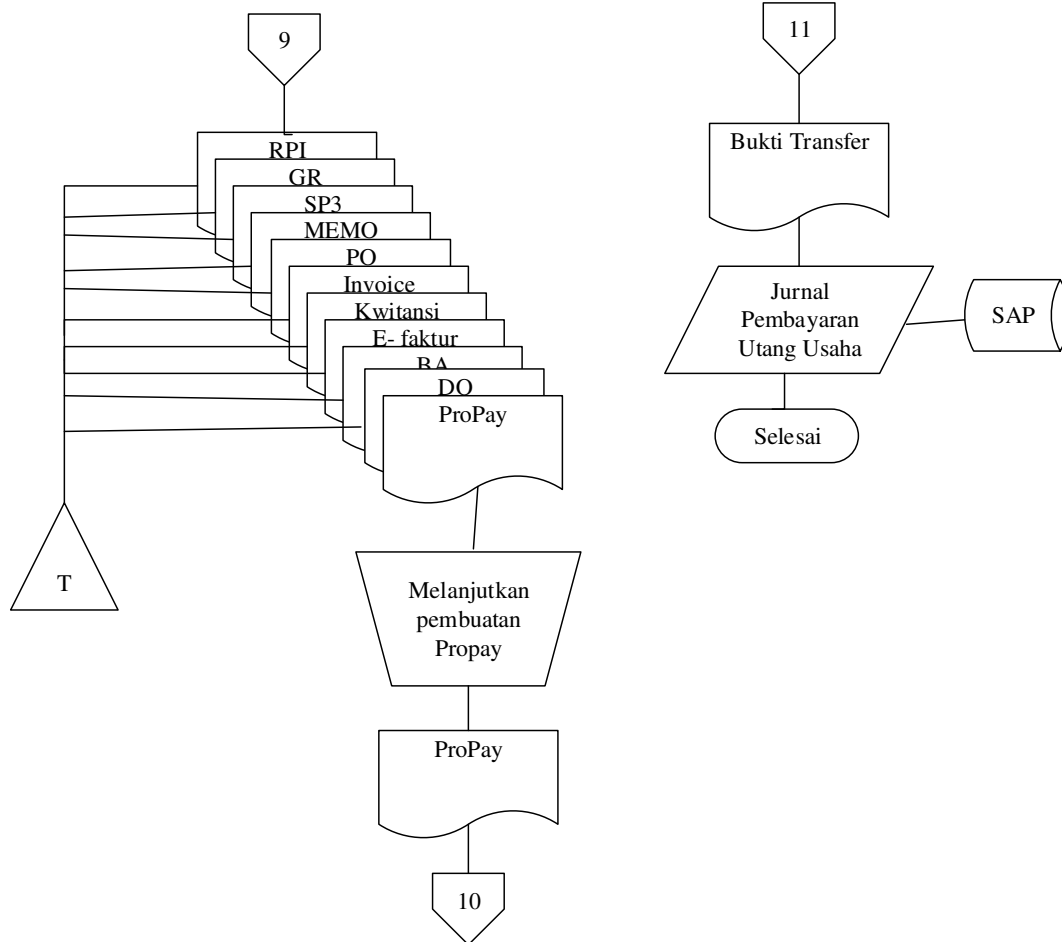 9
RPI
GR
SP3
MEMO
PO
Invoice
Kwitansi
E- faktur
BA
DO
ProPay
T
Melanjutkan
pembuatan
Propay
ProPay
10
11
Bukti Transfer
Jurnal
Pembayaran
Utang Usaha
SAP
Selesai